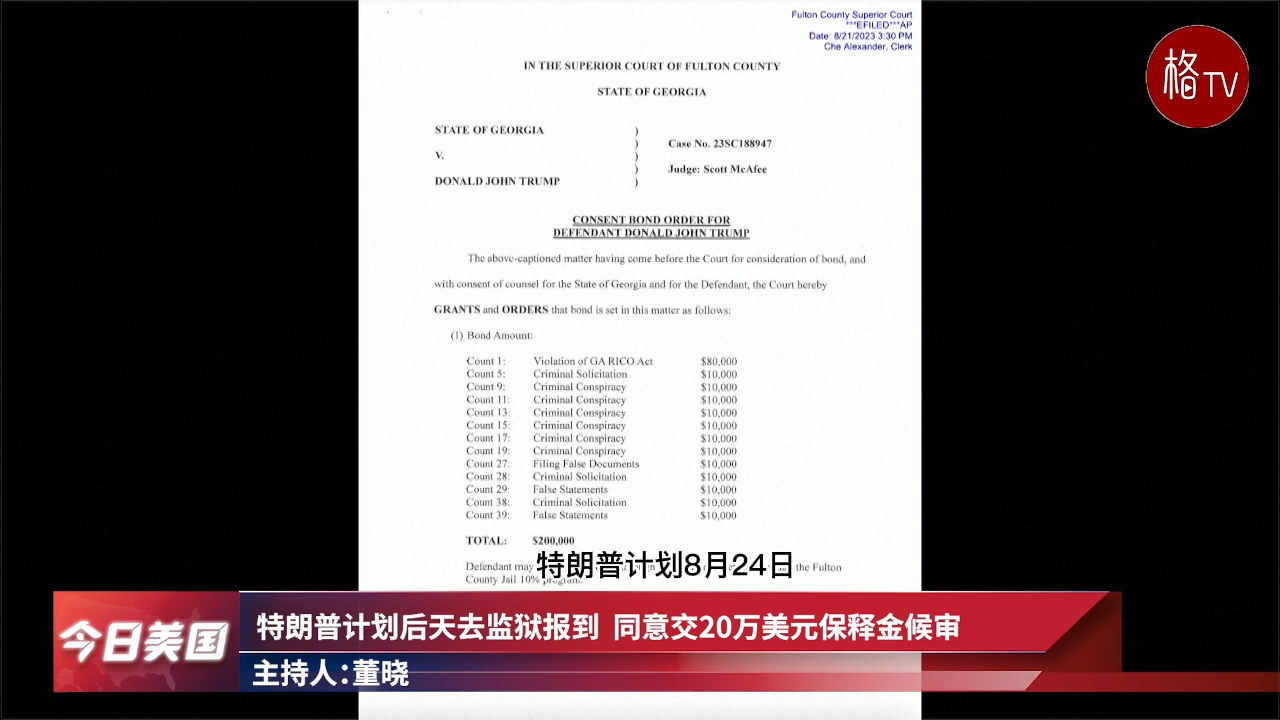 Fulton County Superior Court
***EFILED***AP
Date: 8/21/2023 3:30 PM
Che Alexander, Clerk
格TV
IN THE SUPERIOR COURT OF FULTON COUNTY
STATE OF GEORGIA
STATE OF GEORGIA )
) Case No. 23SC188947
V. )
) Judge: Scott McAfee
DONALD JOHN TRUMP )
CONSENT BOND ORDER FOR
DEFENDANT DONALD JOHN TRUMP
The above-captioned matter having come before the Court for consideration of bond, and
with consent of counsel for the State of Georgia and for the Defendant, the Court hereby
GRANTS and ORDERS that bond is set in this matter as follows:
(1) Bond Amount:
Count 1: Violation of GA RICO Act $80,000
Count 5: Criminal Solicitation $10,000
Count 9: Criminal Conspiracy $10,000
Count 11: Criminal Conspiracy $10,000
Count 13: Criminal Conspiracy $10,000
Count 15: Criminal Conspiracy $10,000
Count 17: Criminal Conspiracy $10,000
Count 19: Criminal Conspiracy $10,000
Count 27: Filing False Documents $10,000
Count 28: Criminal Solicitation $10,000
Count 29: False Statements $10,000
Count 38: Criminal Solicitation $10,000
Count 39: False Statements $10,000
TOTAL: $200,000
Defendant may the Fulton
County Jail 10% program.
特朗普计划8月24日
今日美国
特朗普计划后天去监狱报到 同意交20万美元保释金候审
主持人:董晓